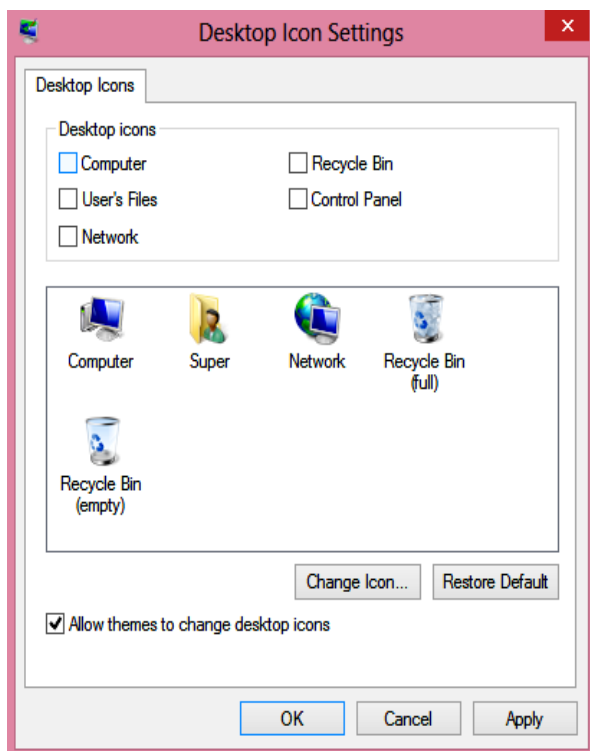 Desktop Icon Settings
Desktop Icons
Desktop icons
Computer
Recycle Bin
User's Files
Control Panel
Network
Computer
Super
Network
Recycle Bin
(full)
Recycle Bin
(empty)
Change Icon...
Restore Default
Allow themes to change desktop icons
OK
Cancel
Apply